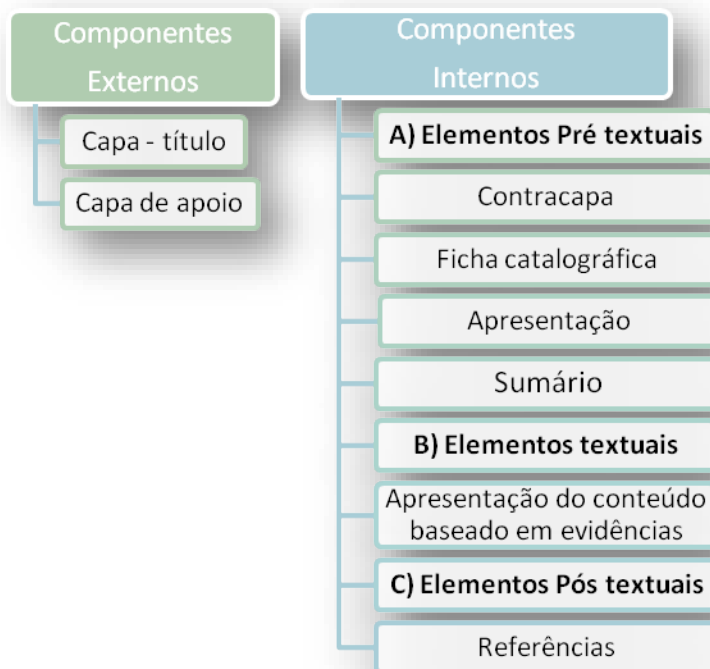 Componentes
Externos
Capa - título
Capa de apoio
Componentes
Internos
A) Elementos Pré textuais
Contracapa
Ficha catalográfica
Apresentação
Sumário
B) Elementos textuais
Apresentação do conteúdo
baseado em evidências
C) Elementos Pós textuais
Referências